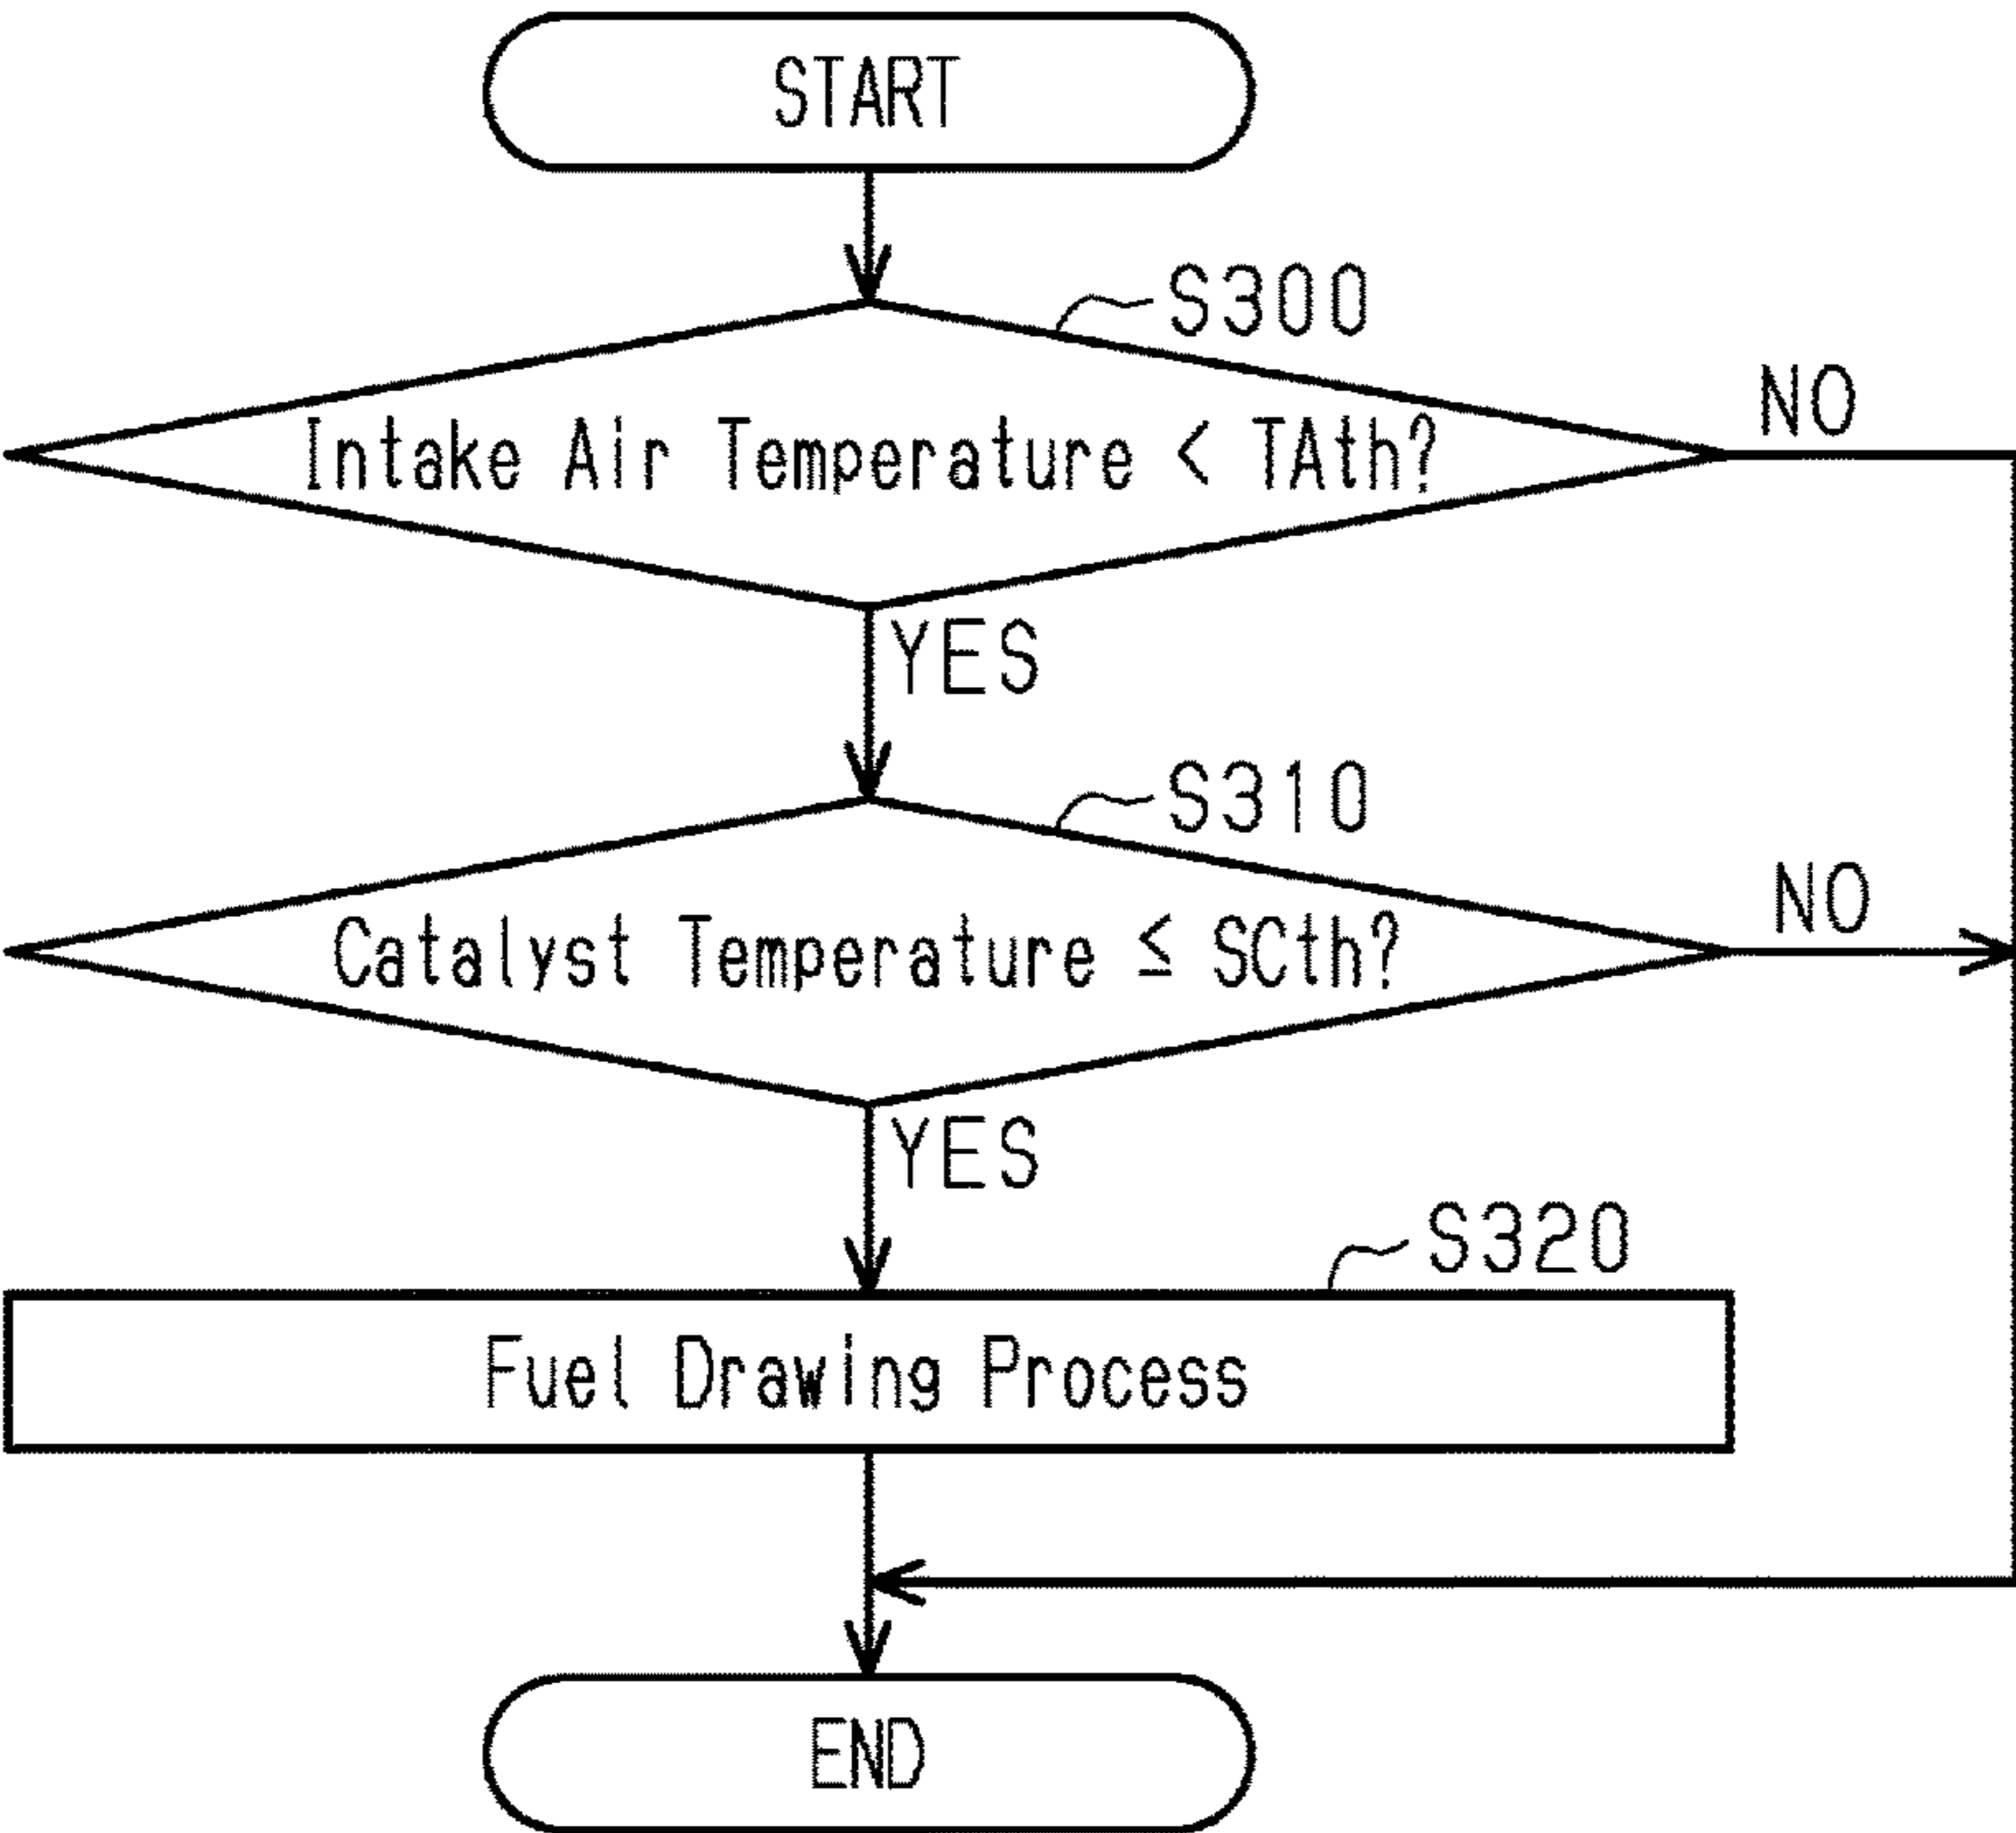 START
S300
Intake Air Temperature < TAth?
NO
YES
S310
Catalyst Temperature ≤ SCth?
NO
YES
S320
Fuel Drawing Process
END